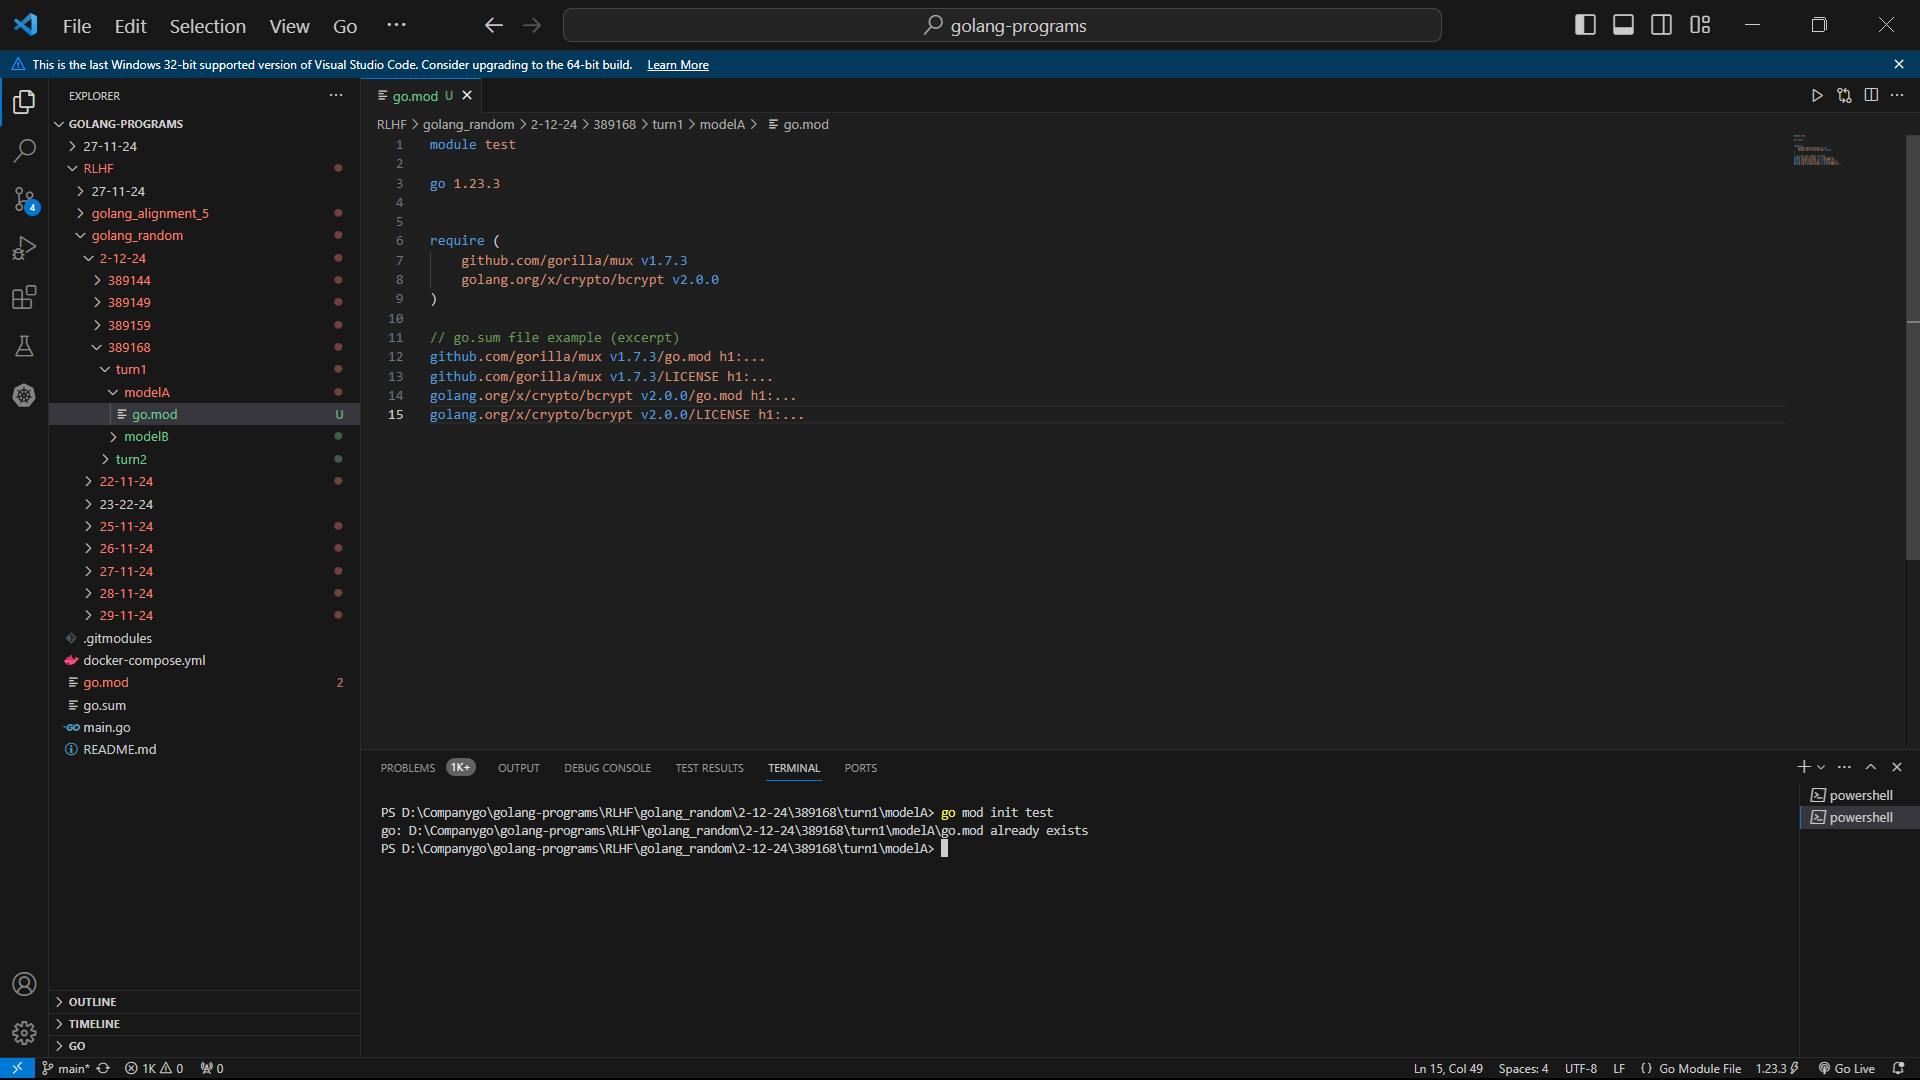 File Edit Selection View Go ··· golang-programs
This is the last Windows 32-bit supported version of Visual Studio Code. Consider upgrading to the 64-bit build. Learn More
EXPLORER
GOLANG-PROGRAMS
27-11-24
RLHF
27-11-24
golang_alignment_5
golang_random
2-12-24
389144
389149
389159
389168
turn1
modelA
go.mod U
modelB
turn2
22-11-24
23-22-24
25-11-24
26-11-24
27-11-24
28-11-24
29-11-24
.gitmodules
docker-compose.yml
go.mod 2
go.sum
main.go
README.md
OUTLINE
TIMELINE
GO
4
go.mod U
RLHF > golang_random > 2-12-24 > 389168 > turn1 > modelA > go.mod
1 module test
2
3 go 1.23.3
4
5
6 require (
7 github.com/gorilla/mux v1.7.3
8 golang.org/x/crypto/bcrypt v2.0.0
9 )
10
11 // go.sum file example (excerpt)
12 github.com/gorilla/mux v1.7.3/go.mod h1:...
13 github.com/gorilla/mux v1.7.3/LICENSE h1:...
14 golang.org/x/crypto/bcrypt v2.0.0/go.mod h1:...
15 golang.org/x/crypto/bcrypt v2.0.0/LICENSE h1:...
PROBLEMS 1K+ OUTPUT DEBUG CONSOLE TEST RESULTS TERMINAL PORTS
PS D:\Companygo\golang-programs\RLHF\golang_random\2-12-24\389168\turn1\modelA> go mod init test
go: D:\Companygo\golang-programs\RLHF\golang_random\2-12-24\389168\turn1\modelA\go.mod already exists
PS D:\Companygo\golang-programs\RLHF\golang_random\2-12-24\389168\turn1\modelA>
powershell
powershell
main* 1K 0 0 Ln 15, Col 49 Spaces: 4 UTF-8 LF {} Go Module File 1.23.3 Go Live